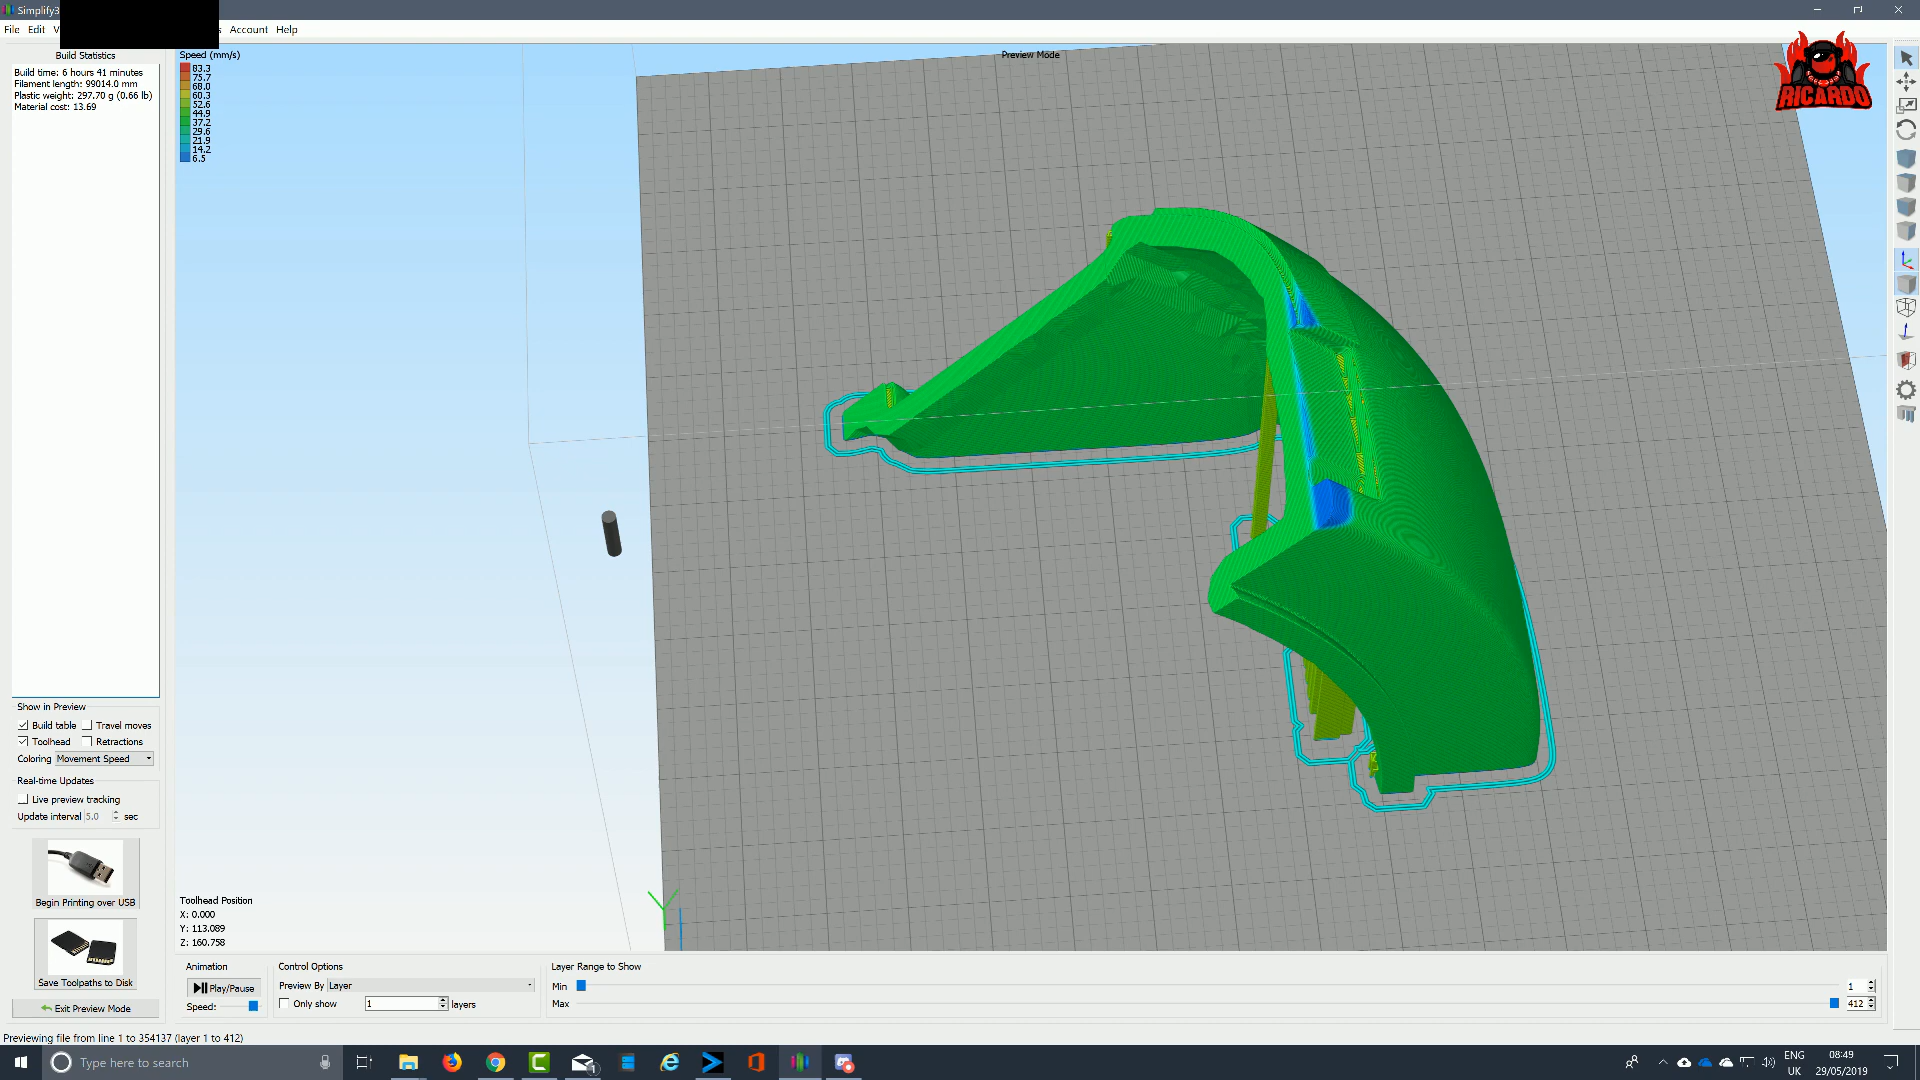 Simplify3
File Edit V s Account Help
Build Statistics
Build time: 6 hours 41 minutes
Filament length: 99014.0 mm
Plastic weight: 297.70 g (0.66 lb)
Material cost: 13.69
Speed (mm/s)
83.3
75.7
68.0
60.3
52.6
44.9
37.2
29.6
21.9
14.2
6.5
Preview Mode
RICARDO
Show in Preview
Build table Travel moves
Toolhead Retractions
Coloring Movement Speed
Real-time Updates
Live preview tracking
Update interval 5.0 sec
Begin Printing over USB
Save Toolpaths to Disk
Exit Preview Mode
Toolhead Position
X: 0.000
Y: 113.089
Z: 160.758
Animation
Play/Pause
Speed:
Control Options
Preview By Layer
Only show 1 layers
Layer Range to Show
Min 1
Max 412
Previewing file from line 1 to 354137 (layer 1 to 412)
Type here to search
1
ENG
UK
08:49
29/05/2019